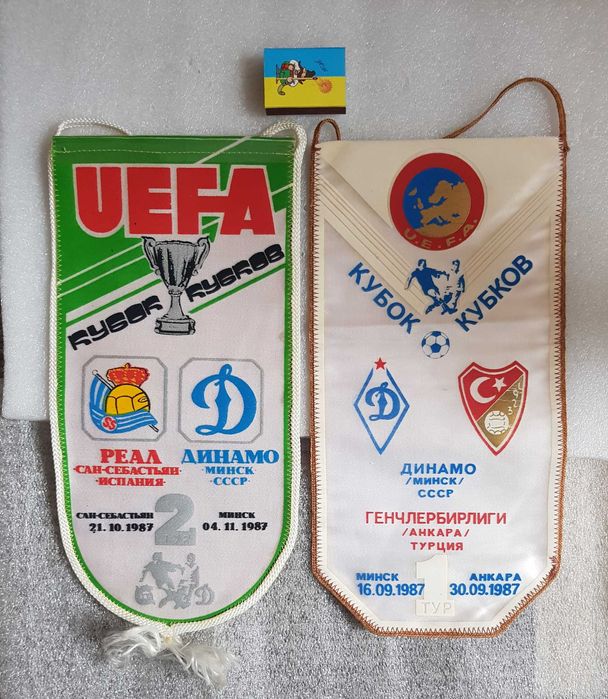 UEFA
КУБОК КУБКОВ
РЕАЛ
·САН-СЕБАСТЬЯН·
·ИСПАНИЯ·
ДИНАМО
·МИНСК·
·СССР·
САН-СЕБАСТЬЯН
21.10.1987
2
МИНСК
04.11.1987
U.E.F.A.
КУБОК КУБКОВ
Д
Д
1923
ДИНАМО
/МИНСК/
СССР
ГЕНЧЛЕРБИРЛИГИ
/АНКАРА/
ТУРЦИЯ
МИНСК
16.09.1987
1
ТУР
АНКАРА
30.09.1987